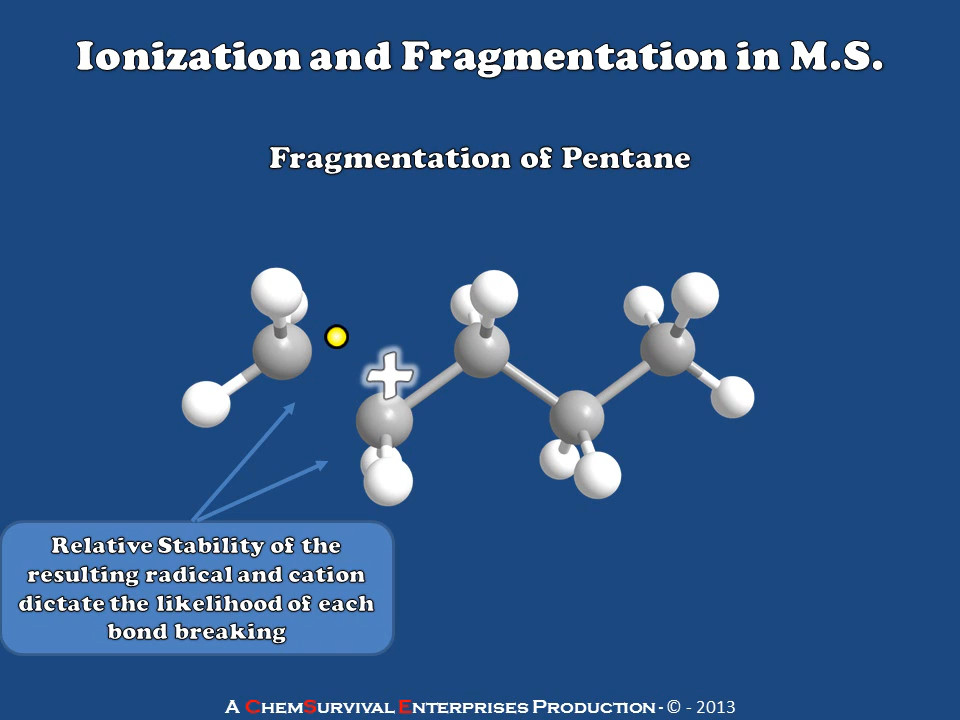 Ionization and Fragmentation in M.S.
Fragmentation of Pentane
+
Relative Stability of the
resulting radical and cation
dictate the likelihood of each
bond breaking
A ChemSurvival Enterprises Production - © - 2013